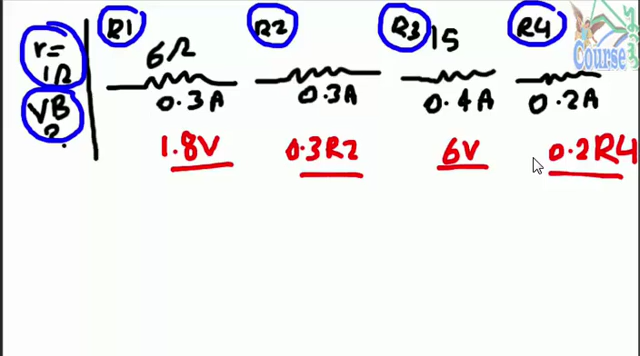 R1 R2 R3 R4
r=
1Ω
6Ω 15
0.3A 0.3A 0.4A 0.2A
VB
?
1.8V 0.3R2 6V 0.2R4
Course